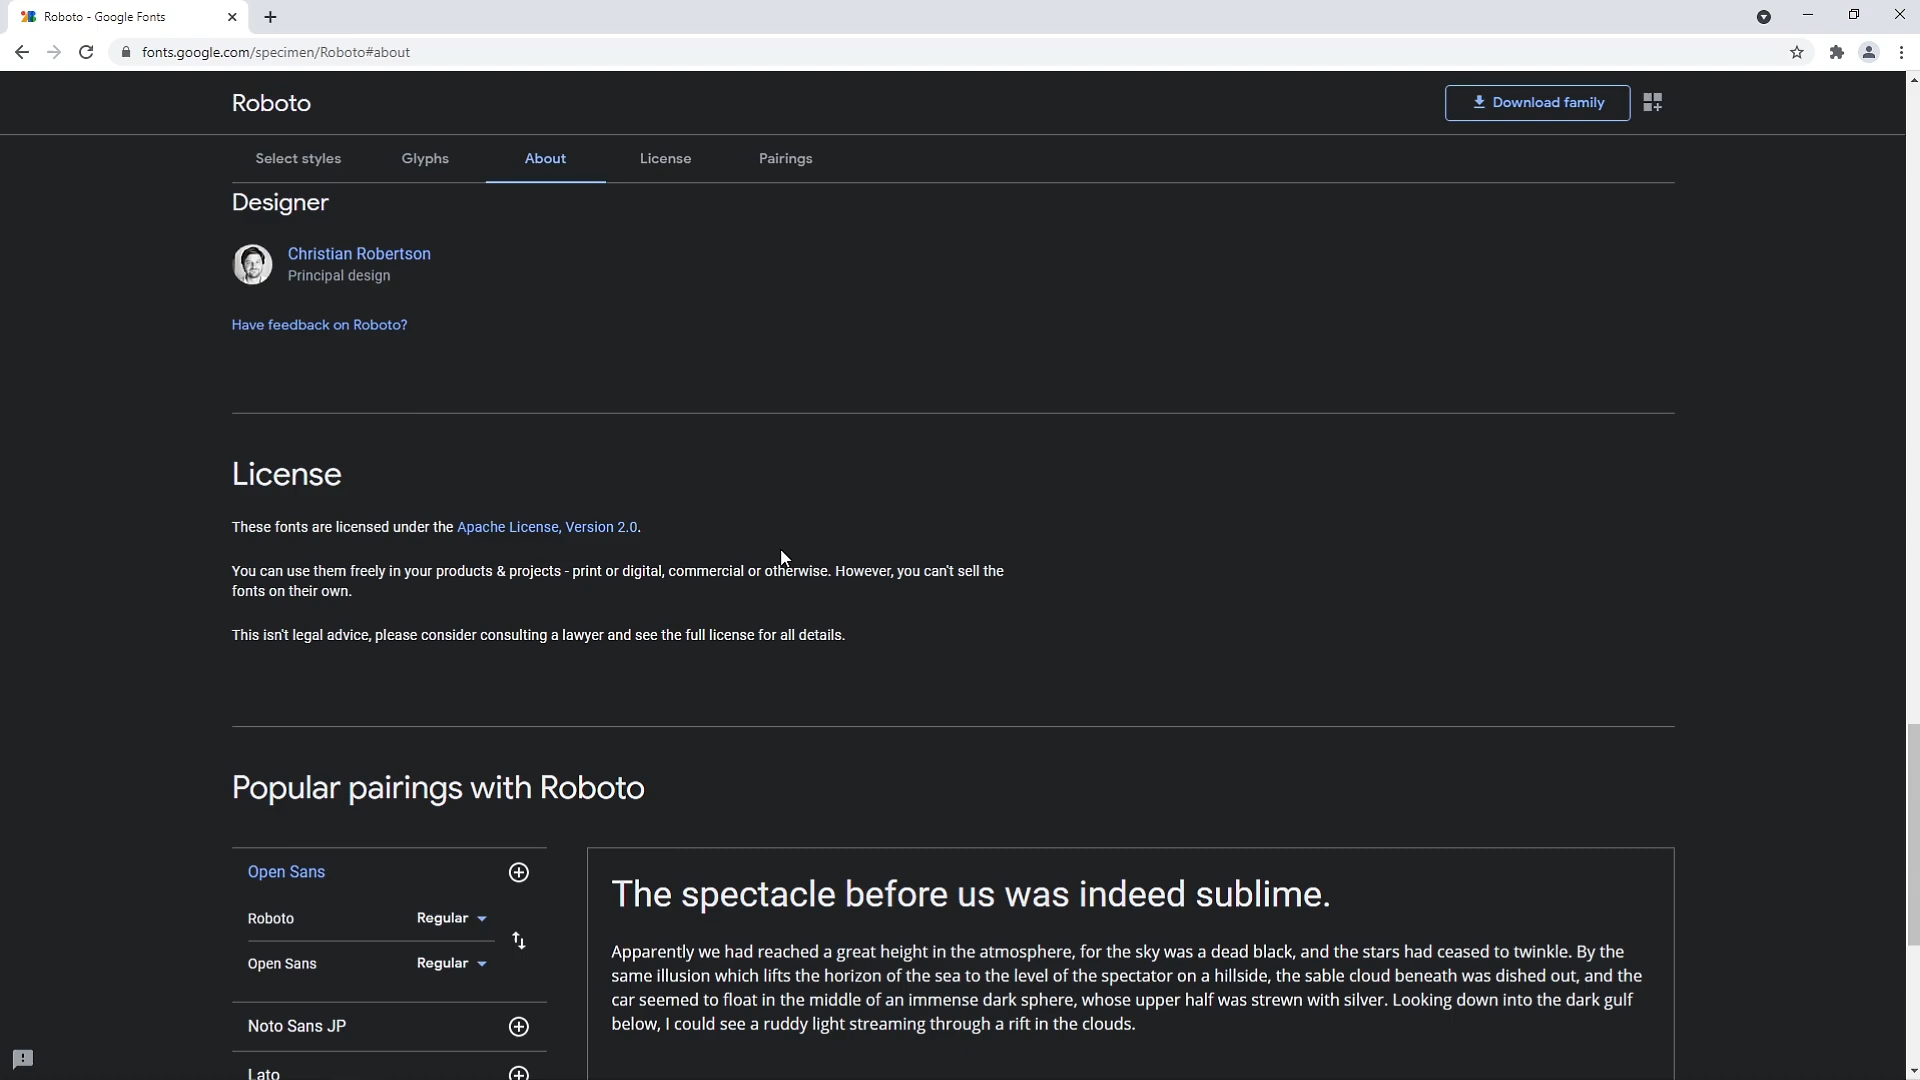 Roboto - Google Fonts
fonts.google.com/specimen/Roboto#about
Roboto
Download family
Select styles
Glyphs
About
License
Pairings
Designer
Christian Robertson
Principal design
Have feedback on Roboto?
License
These fonts are licensed under the Apache License, Version 2.0.
You can use them freely in your products & projects - print or digital, commercial or otherwise. However, you can't sell the
fonts on their own.
This isn't legal advice, please consider consulting a lawyer and see the full license for all details.
Popular pairings with Roboto
Open Sans
Roboto Regular
Open Sans Regular
Noto Sans JP
Lato
The spectacle before us was indeed sublime.
Apparently we had reached a great height in the atmosphere, for the sky was a dead black, and the stars had ceased to twinkle. By the
same illusion which lifts the horizon of the sea to the level of the spectator on a hillside, the sable cloud beneath was dished out, and the
car seemed to float in the middle of an immense dark sphere, whose upper half was strewn with silver. Looking down into the dark gulf
below, I could see a ruddy light streaming through a rift in the clouds.